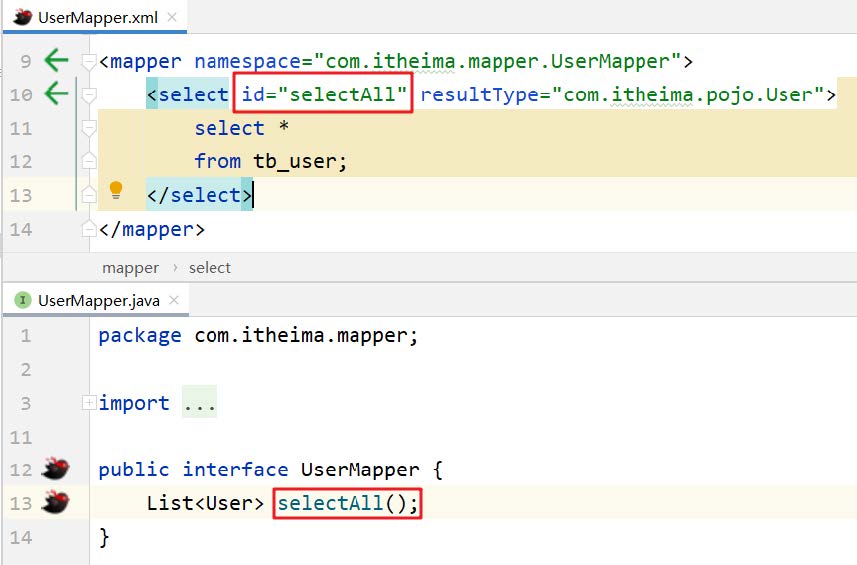 UserMapper.xml
9 <mapper namespace="com.itheima.mapper.UserMapper">
10 <select id="selectAll" resultType="com.itheima.pojo.User">
11 select *
12 from tb_user;
13 </select>
14 </mapper>
mapper › select
I UserMapper.java
1 package com.itheima.mapper;
2
3 import ...
11
12 public interface UserMapper {
13 List<User> selectAll();
14 }